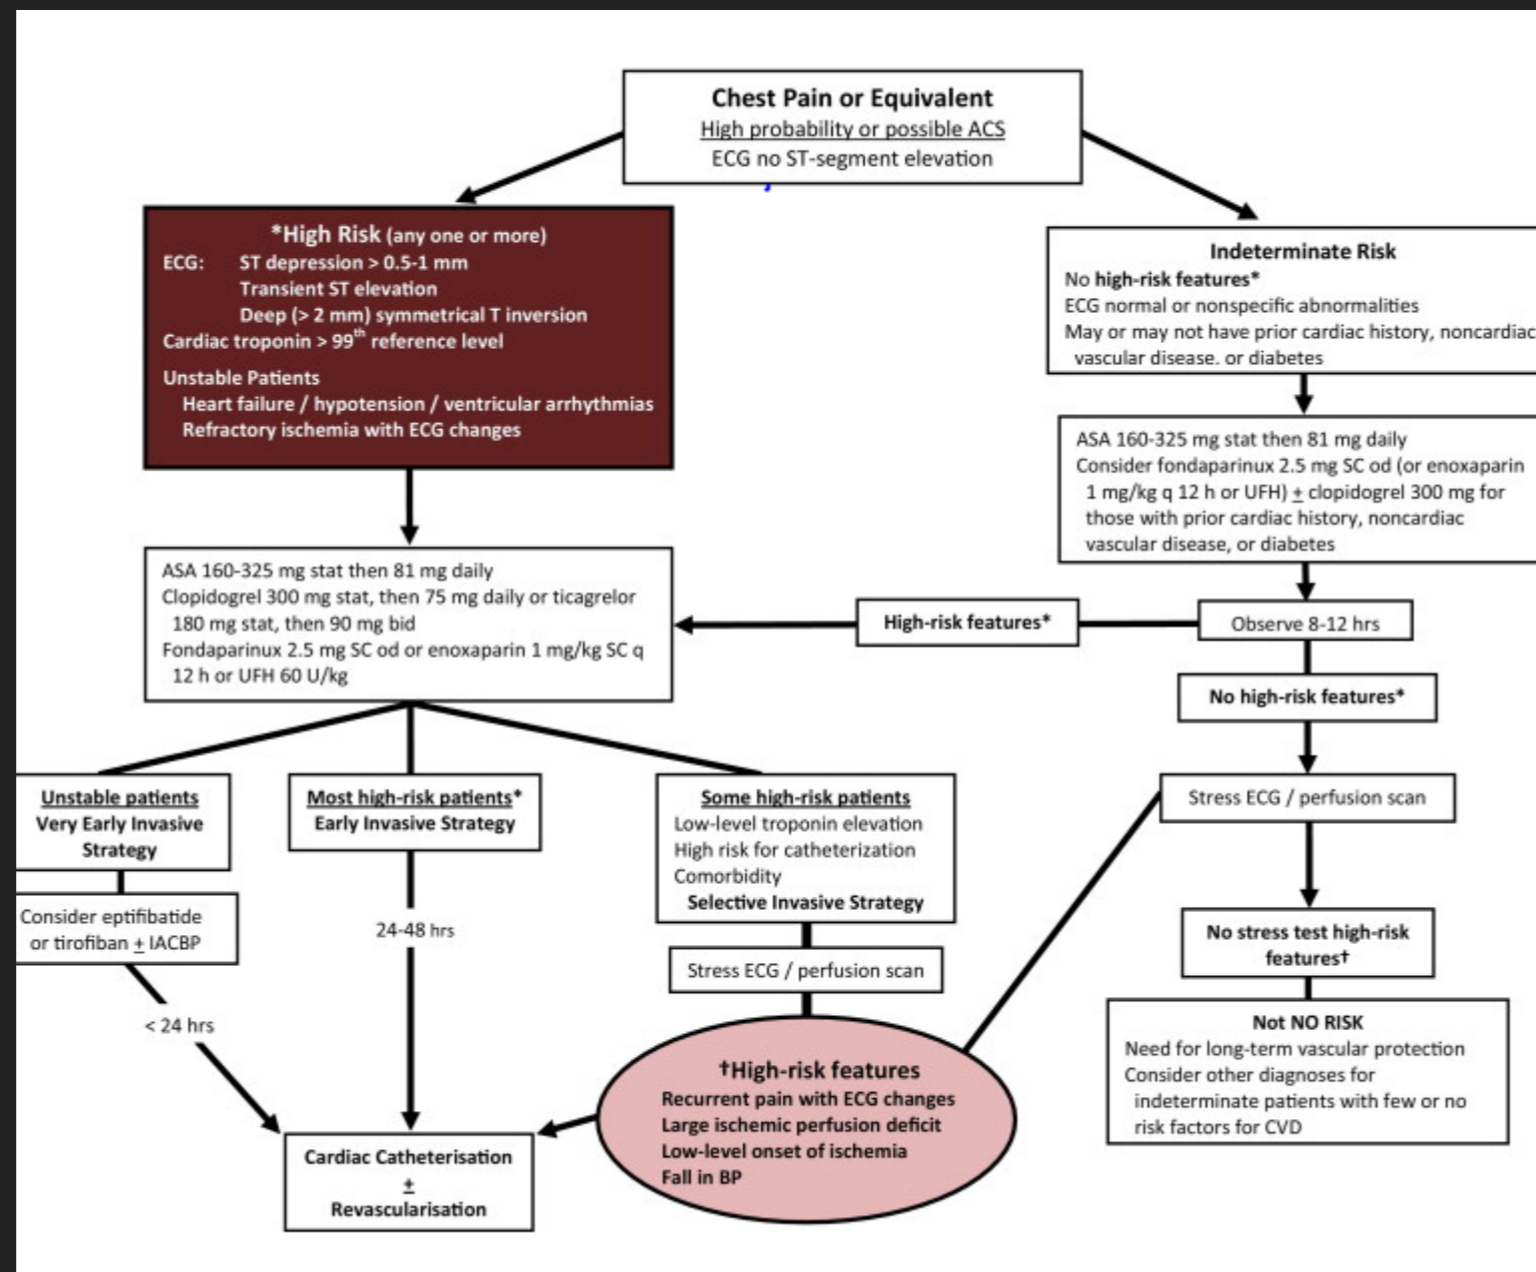 Chest Pain or Equivalent
High probability or possible ACS
ECG no ST-segment elevation
*High Risk (any one or more)
ECG: ST depression > 0.5-1 mm
Transient ST elevation
Deep (> 2 mm) symmetrical T inversion
Cardiac troponin > 99th reference level
Unstable Patients
Heart failure / hypotension / ventricular arrhythmias
Refractory ischemia with ECG changes
Indeterminate Risk
No high-risk features*
ECG normal or nonspecific abnormalities
May or may not have prior cardiac history, noncardiac
vascular disease. or diabetes
ASA 160-325 mg stat then 81 mg daily
Consider fondaparinux 2.5 mg SC od (or enoxaparin
1 mg/kg q 12 h or UFH) ± clopidogrel 300 mg for
those with prior cardiac history, noncardiac
vascular disease, or diabetes
ASA 160-325 mg stat then 81 mg daily
Clopidogrel 300 mg stat, then 75 mg daily or ticagrelor
180 mg stat, then 90 mg bid
Fondaparinux 2.5 mg SC od or enoxaparin 1 mg/kg SC q
12 h or UFH 60 U/kg
High-risk features*
Observe 8-12 hrs
No high-risk features*
Stress ECG / perfusion scan
Unstable patients
Very Early Invasive
Strategy
Consider eptifibatide
or tirofiban ± IACBP
< 24 hrs
Most high-risk patients*
Early Invasive Strategy
24-48 hrs
Some high-risk patients
Low-level troponin elevation
High risk for catheterization
Comorbidity
Selective Invasive Strategy
Stress ECG / perfusion scan
†High-risk features
Recurrent pain with ECG changes
Large ischemic perfusion deficit
Low-level onset of ischemia
Fall in BP
No stress test high-risk
features†
Not NO RISK
Need for long-term vascular protection
Consider other diagnoses for
indeterminate patients with few or no
risk factors for CVD
Cardiac Catheterisation
±
Revascularisation